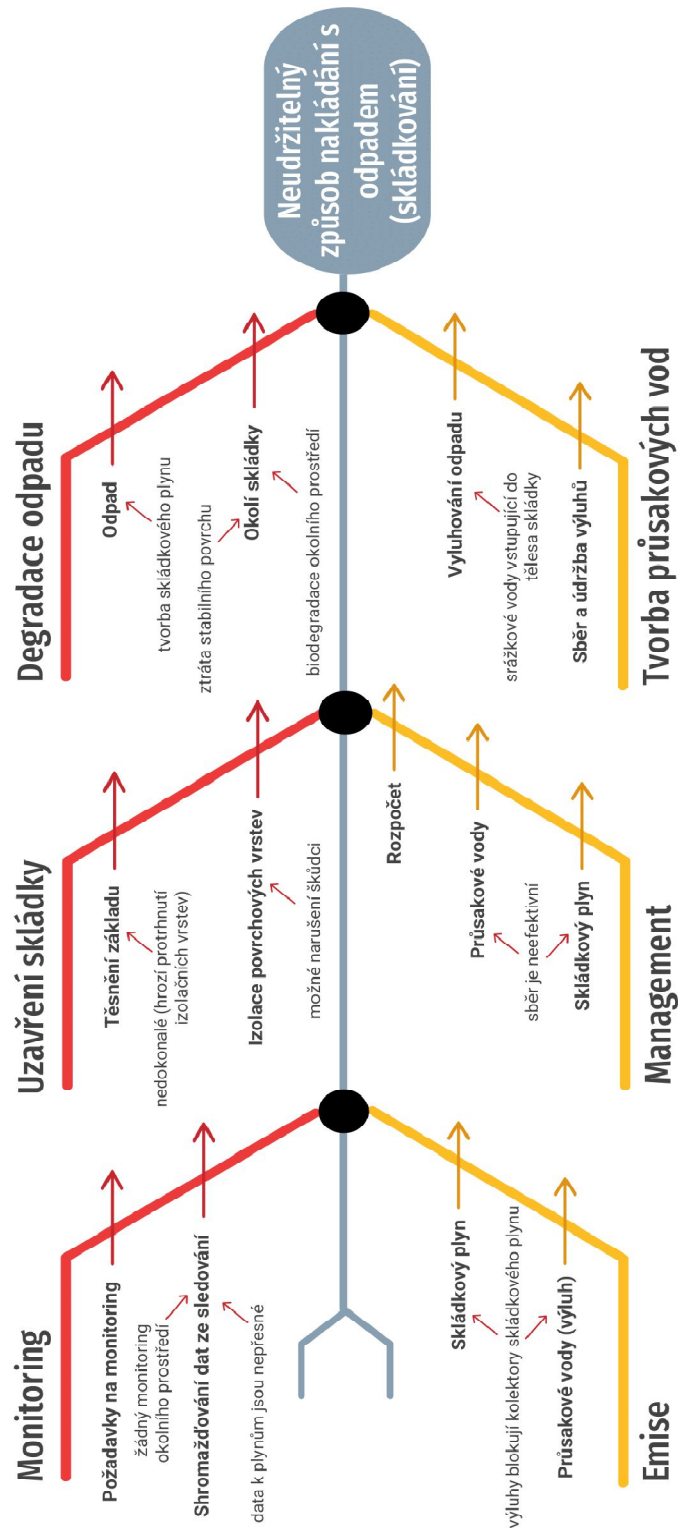 Monitoring
Požadavky na monitoring
žádný monitoring
okolního prostředí
Shromažďování dat ze sledování
data k plynům jsou nepřesné
Uzavření skládky
Těsnění základu
nedokonalé (hrozí protrhnutí
izolačních vrstev)
Izolace povrchových vrstev
možné narušení škůdci
Degradace odpadu
Odpad
tvorba skládkového plynu
ztráta stabilního povrchu
Okolí skládky
biodegradace okolního prostředí
Neudržitelný
způsob nakládání s
odpadem
(skládkování)
Skládkový plyn
výluhy blokují kolektory skládkového plynu
Průsakové vody (výluh)
Emise
Rozpočet
Průsakové vody
sběr je neefektivní
Skládkový plyn
Management
Vyluhování odpadu
srážkové vody vstupující do
tělesa skládky
Sběr a údržba výluhů
Tvorba průsakových vod